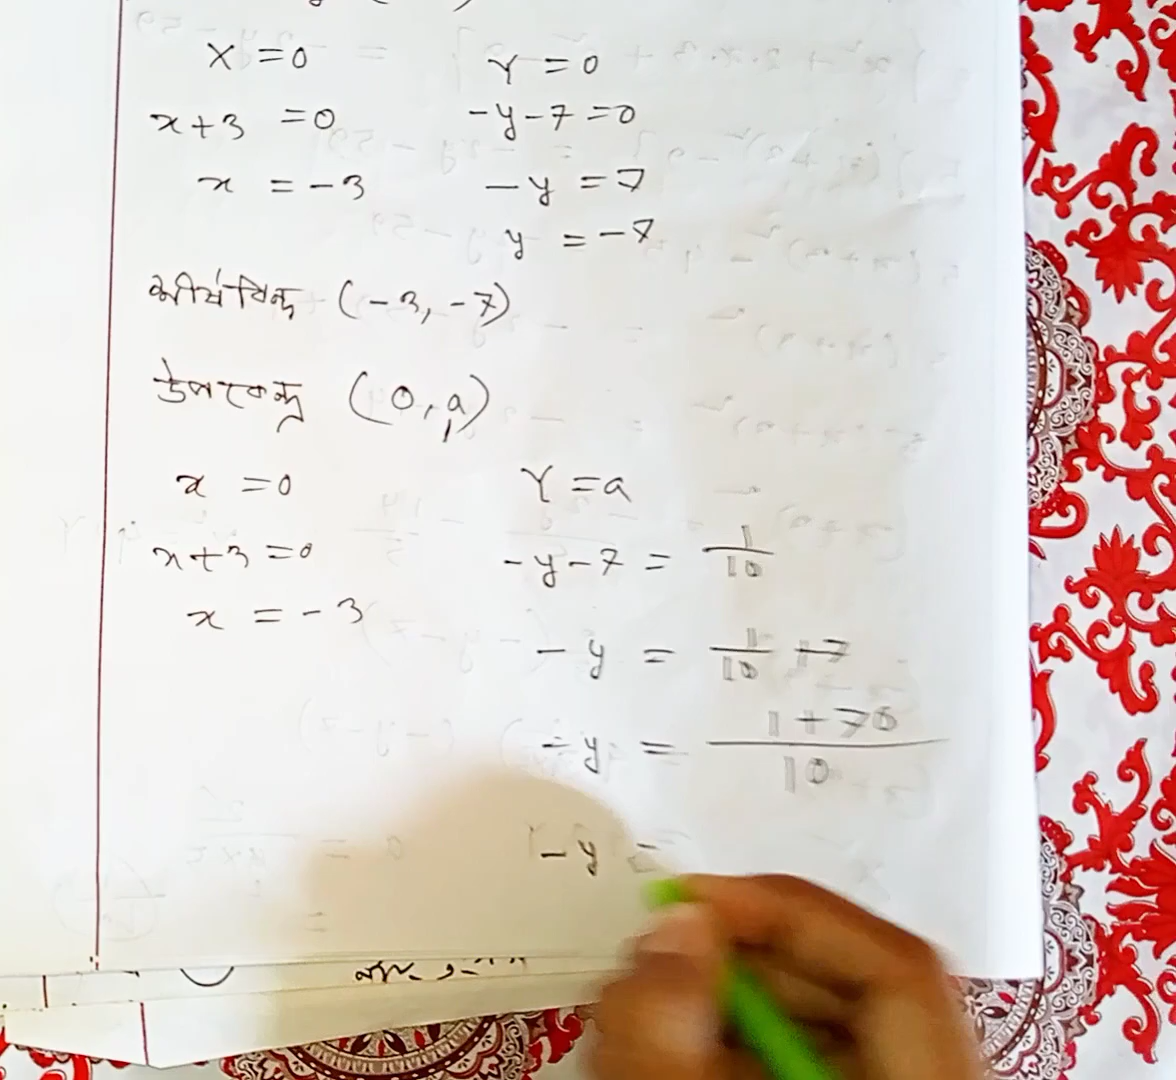 X = 0 Y = 0
x + 3 = 0 -y - 7 = 0
x = -3 -y = 7
y = -7
শীর্ষবিন্দু (-3, -7)
উপকেন্দ্র (0, a)
x = 0 Y = a
x + 3 = 0 -y - 7 = 1/10
x = -3 -y = 1/10 + 7
-y = (1 + 70)/10
-y =